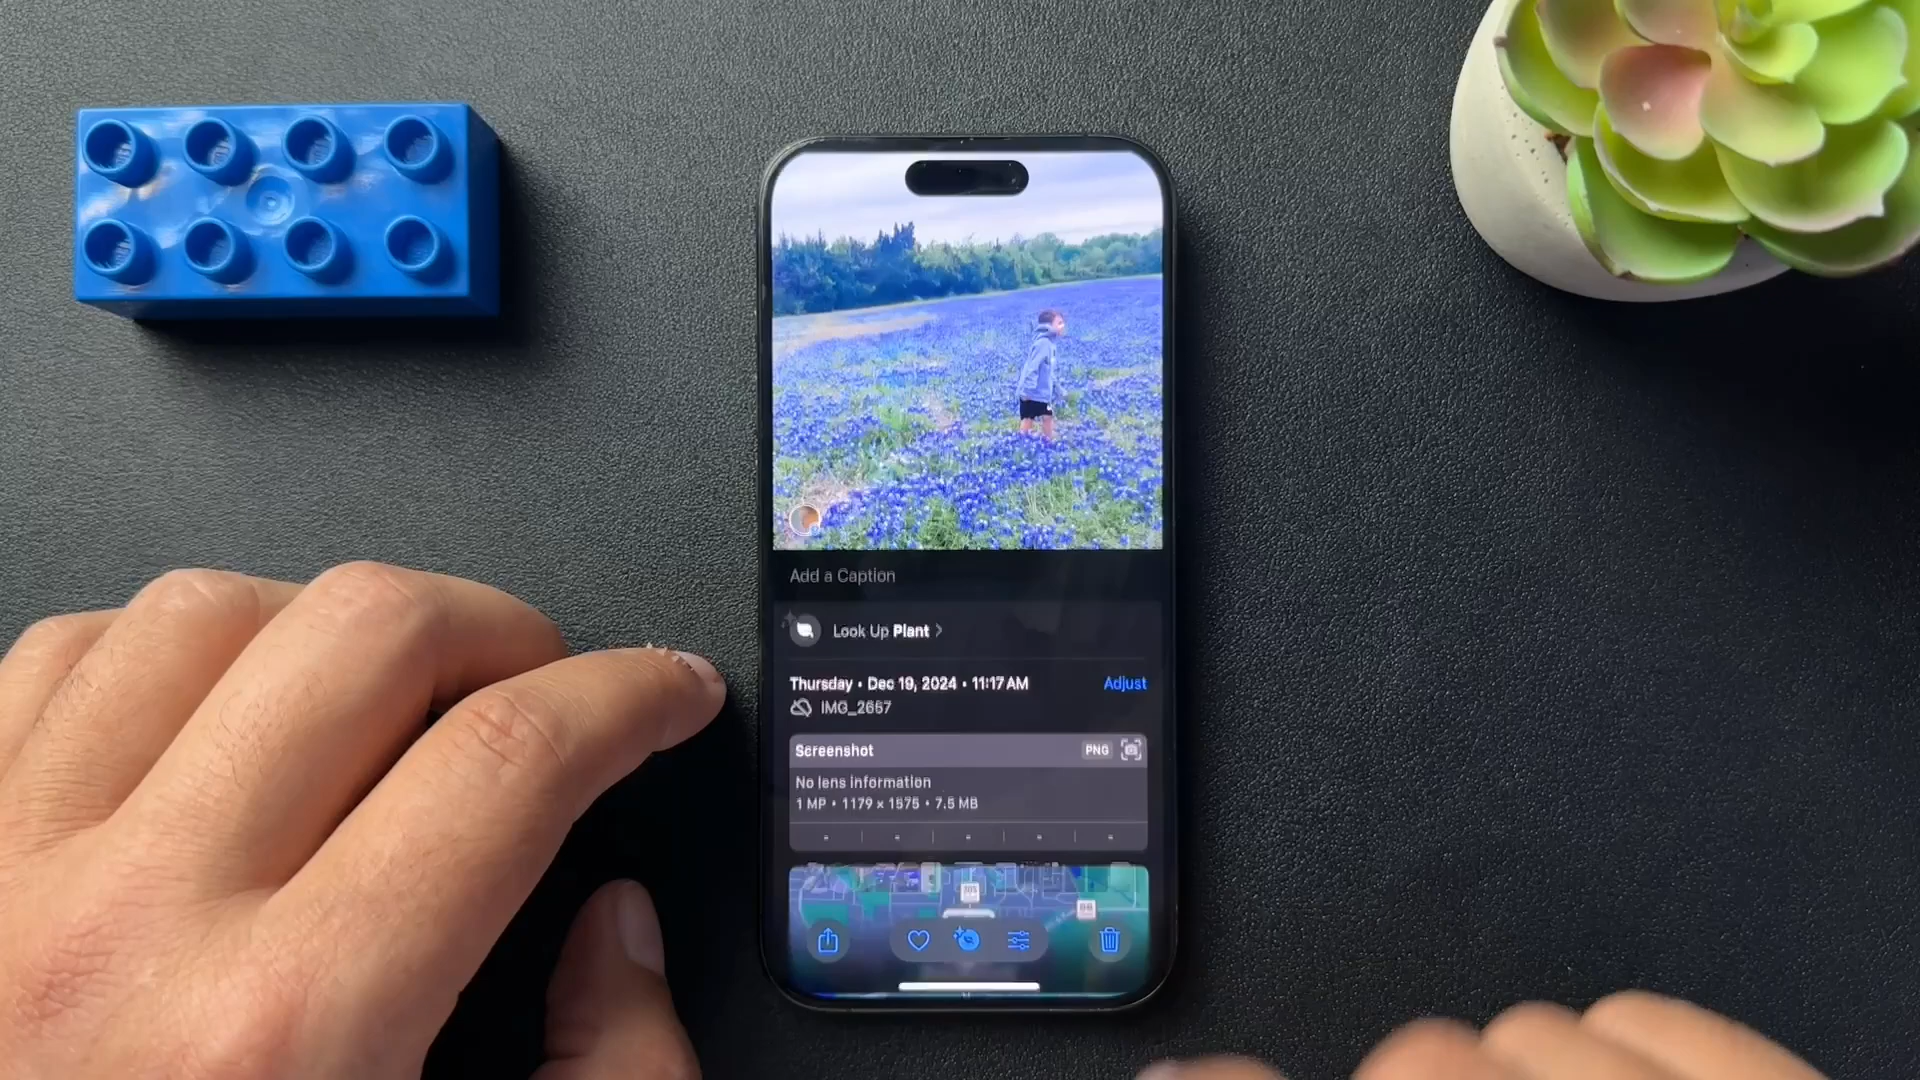 Add a Caption
Look Up Plant >
Thursday • Dec 19, 2024 • 11:17 AM Adjust
IMG_2667
Screenshot PNG
No lens information
1 MP • 1179 × 1575 • 7.5 MB
- - - - -